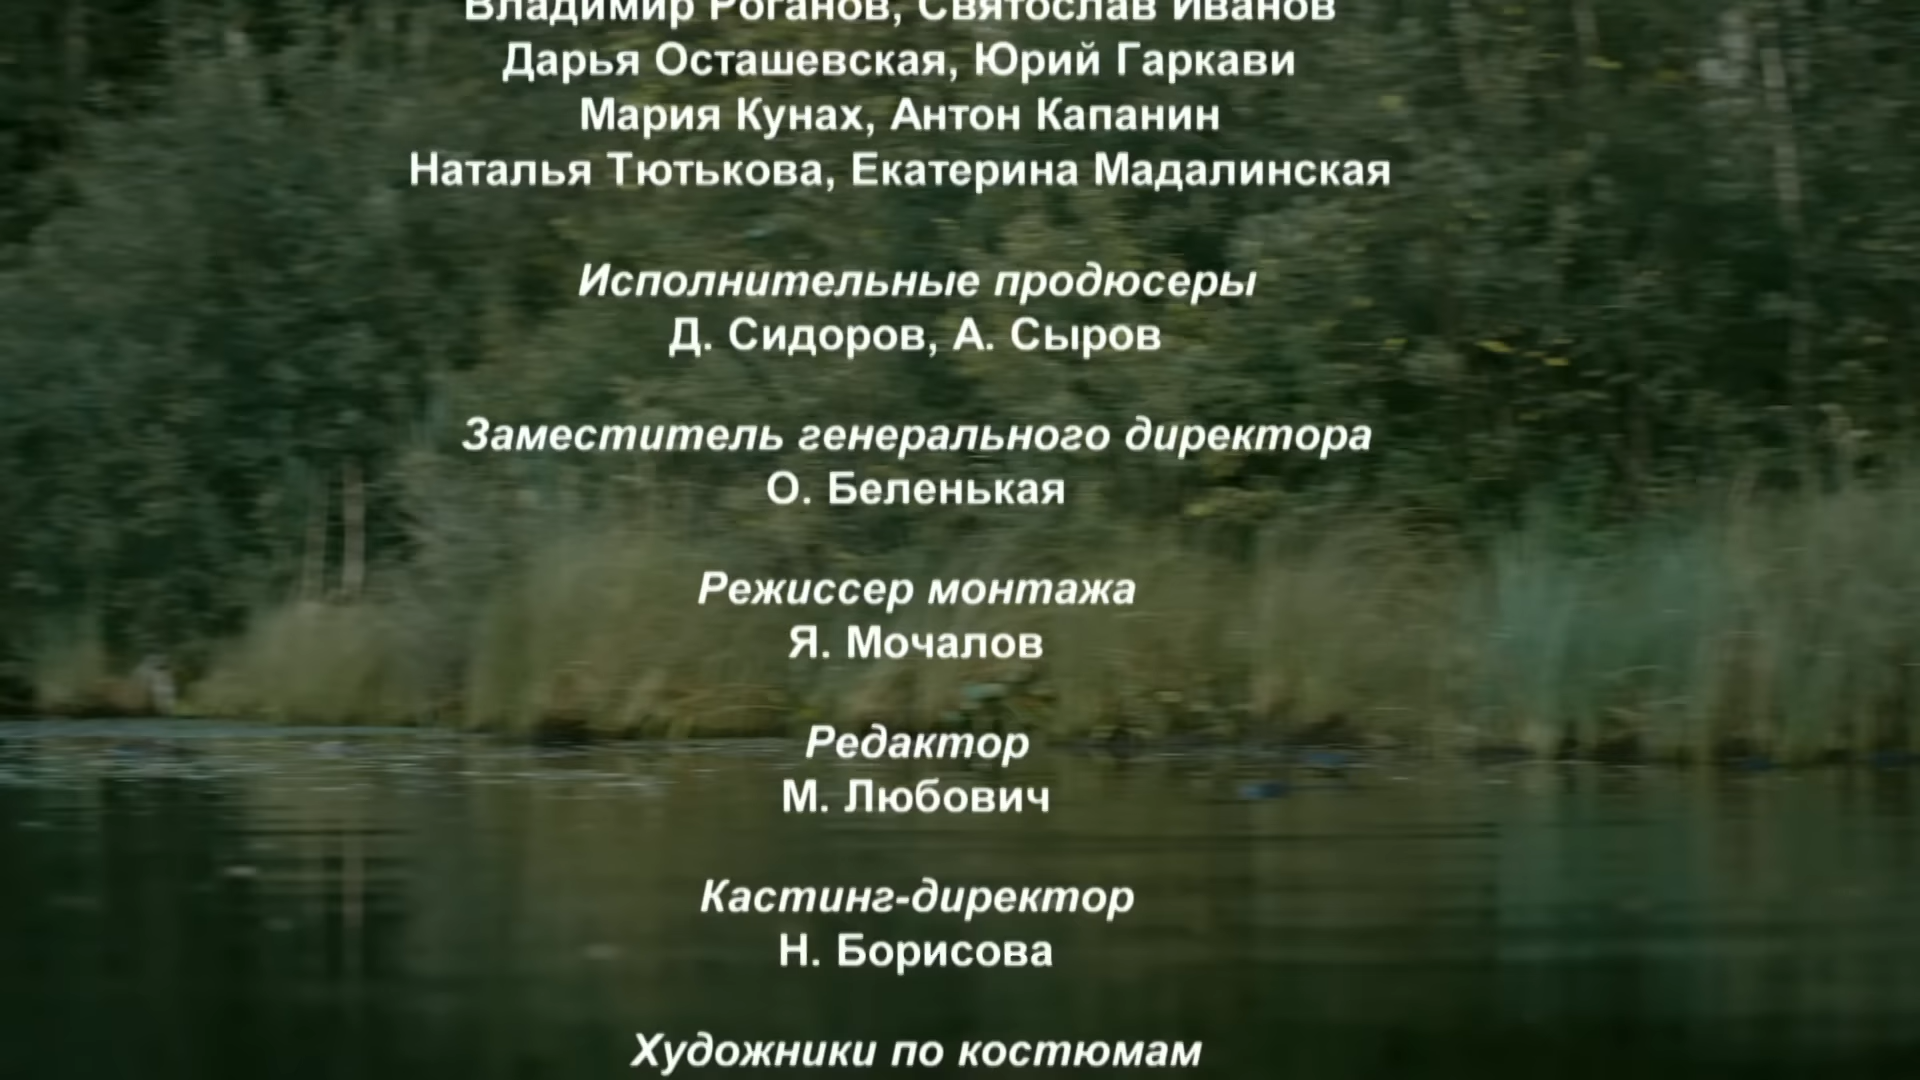 Владимир Роганов, Святослав Иванов
Дарья Осташевская, Юрий Гаркави
Мария Кунах, Антон Капанин
Наталья Тютькова, Екатерина Мадалинская
Исполнительные продюсеры
Д. Сидоров, А. Сыров
Заместитель генерального директора
О. Беленькая
Режиссер монтажа
Я. Мочалов
Редактор
М. Любович
Кастинг-директор
Н. Борисова
Художники по костюмам